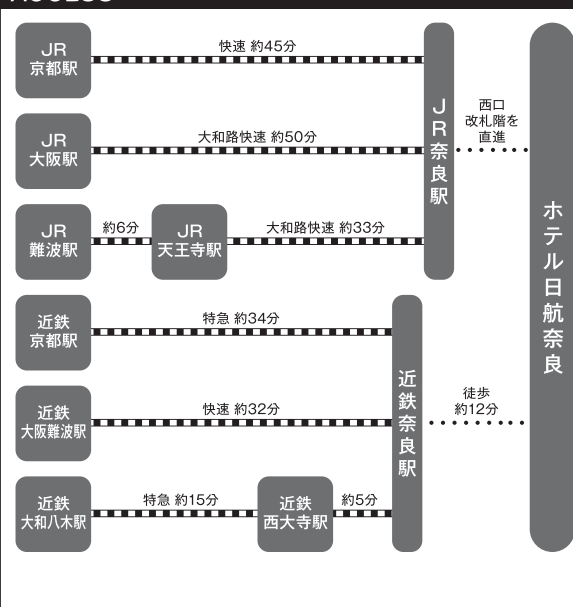 ACCESS
JR
京都駅
快速 約45分
JR
大阪駅
大和路快速 約50分
JR
難波駅
約6分
JR
天王寺駅
大和路快速 約33分
JR奈良駅
西口
改札階を
直進
近鉄
京都駅
特急 約34分
近鉄
大阪難波駅
快速 約32分
近鉄
大和八木駅
特急 約15分
近鉄
西大寺駅
約5分
近鉄奈良駅
徒歩
約12分
ホテル日航奈良